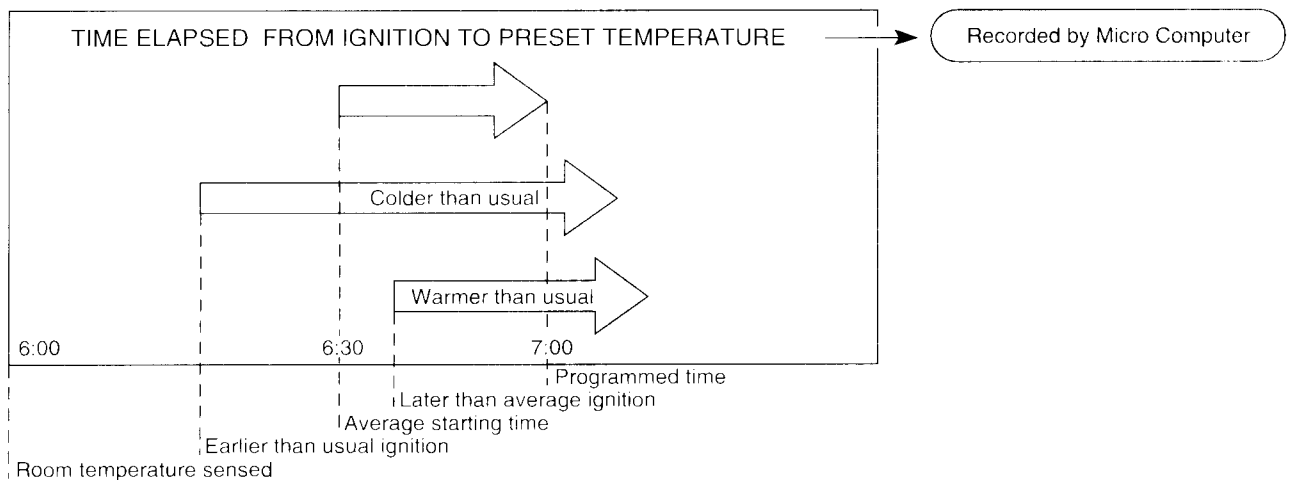 TIME ELAPSED FROM IGNITION TO PRESET TEMPERATURE
Recorded by Micro Computer
Colder than usual
Warmer than usual
6:00
6:30
7:00
Programmed time
Later than average ignition
Average starting time
Earlier than usual ignition
Room temperature sensed